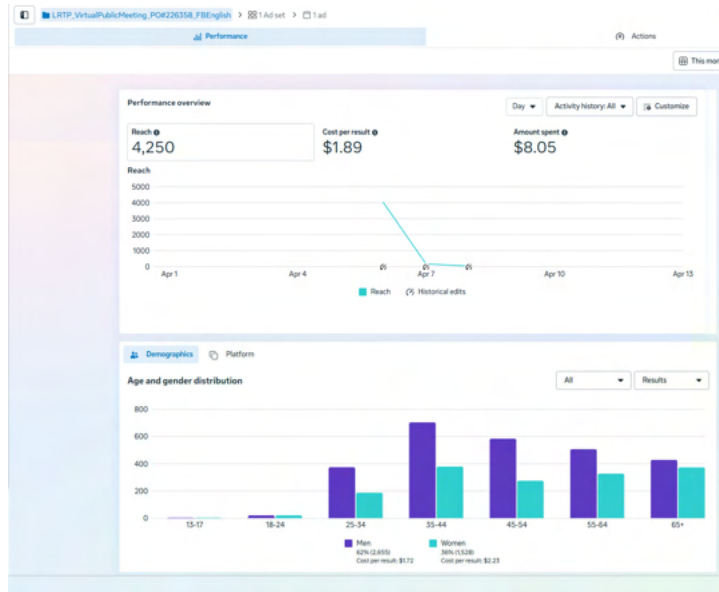 LRTP_VirtualPublicMeeting_PO#226358_FBEnglish > 1 Ad set > 1 ad
Performance
Actions
This mon
Performance overview
Day
Activity history: All
Customize
Reach
4,250
Cost per result
$1.89
Amount spent
$8.05
Reach
5000
4000
3000
2000
1000
0
Apr 1
Apr 4
Apr 7
Apr 10
Apr 13
Reach
Historical edits
Demographics
Platform
Age and gender distribution
All
Results
800
600
400
200
0
13-17
18-24
25-34
35-44
45-54
55-64
65+
Men
62% (2,655)
Cost per result: $1.72
Women
36% (1,528)
Cost per result: $2.23